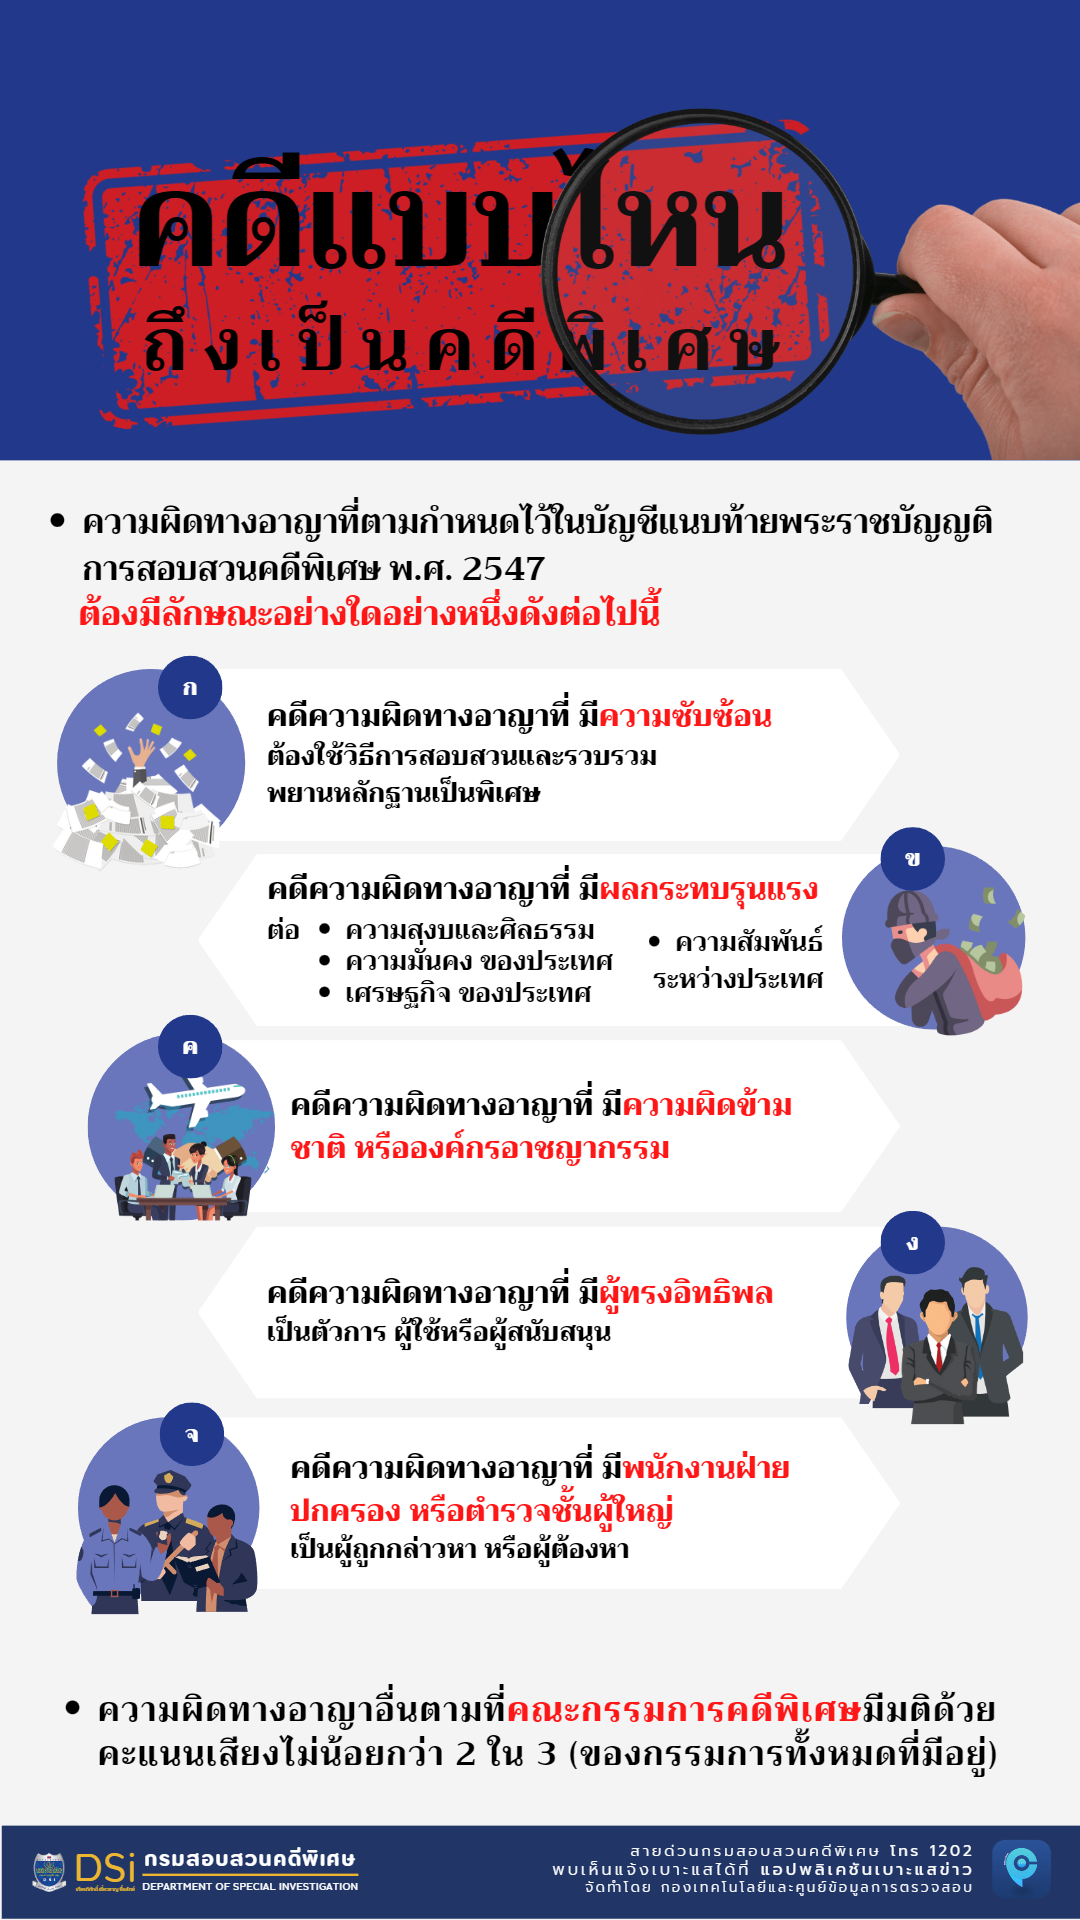 คดีแบบไหน
ถึงเป็นคดีพิเศษ
• ความผิดทางอาญาที่ตามกำหนดไว้ในบัญชีแนบท้ายพระราชบัญญติ
การสอบสวนคดีพิเศษ พ.ศ. 2547
ต้องมีลักษณะอย่างใดอย่างหนึ่งดังต่อไปนี้
ก
คดีความผิดทางอาญาที่ มีความซับซ้อน
ต้องใช้วิธีการสอบสวนและรวบรวม
พยานหลักฐานเป็นพิเศษ
ข
คดีความผิดทางอาญาที่ มีผลกระทบรุนแรง
ต่อ • ความสงบและศิลธรรม
• ความมั่นคง ของประเทศ
• เศรษฐกิจ ของประเทศ
• ความสัมพันธ์
ระหว่างประเทศ
ค
คดีความผิดทางอาญาที่ มีความผิดข้าม
ชาติ หรือองค์กรอาชญากรรม
ง
คดีความผิดทางอาญาที่ มีผู้ทรงอิทธิพล
เป็นตัวการ ผู้ใช้หรือผู้สนับสนุน
จ
คดีความผิดทางอาญาที่ มีพนักงานฝ่าย
ปกครอง หรือตำรวจชั้นผู้ใหญ่
เป็นผู้ถูกกล่าวหา หรือผู้ต้องหา
• ความผิดทางอาญาอื่นตามที่คณะกรรมการคดีพิเศษมีมติด้วย
คะแนนเสียงไม่น้อยกว่า 2 ใน 3 (ของกรรมการทั้งหมดที่มีอยู่)
DSi กรมสอบสวนคดีพิเศษ
DEPARTMENT OF SPECIAL INVESTIGATION
สายด่วนกรมสอบสวนคดีพิเศษ โทร 1202
พบเห็นแจ้งเบาะแสได้ที่ แอปพลิเคชันเบาะแสข่าว
จัดทำโดย กองเทคโนโลยีและศูนย์ข้อมูลการตรวจสอบ